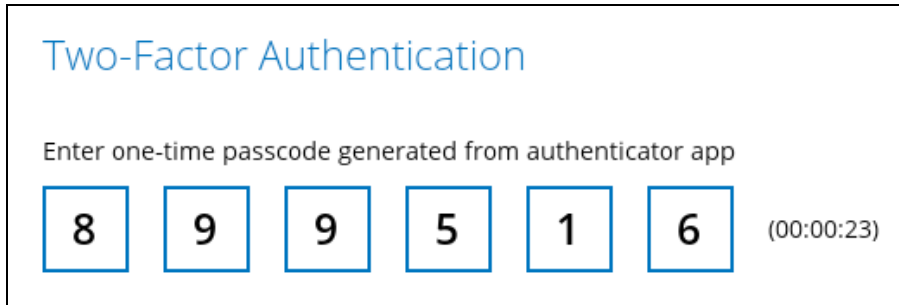 Two-Factor Authentication
Enter one-time passcode generated from authenticator app
8 9 9 5 1 6 (00:00:23)